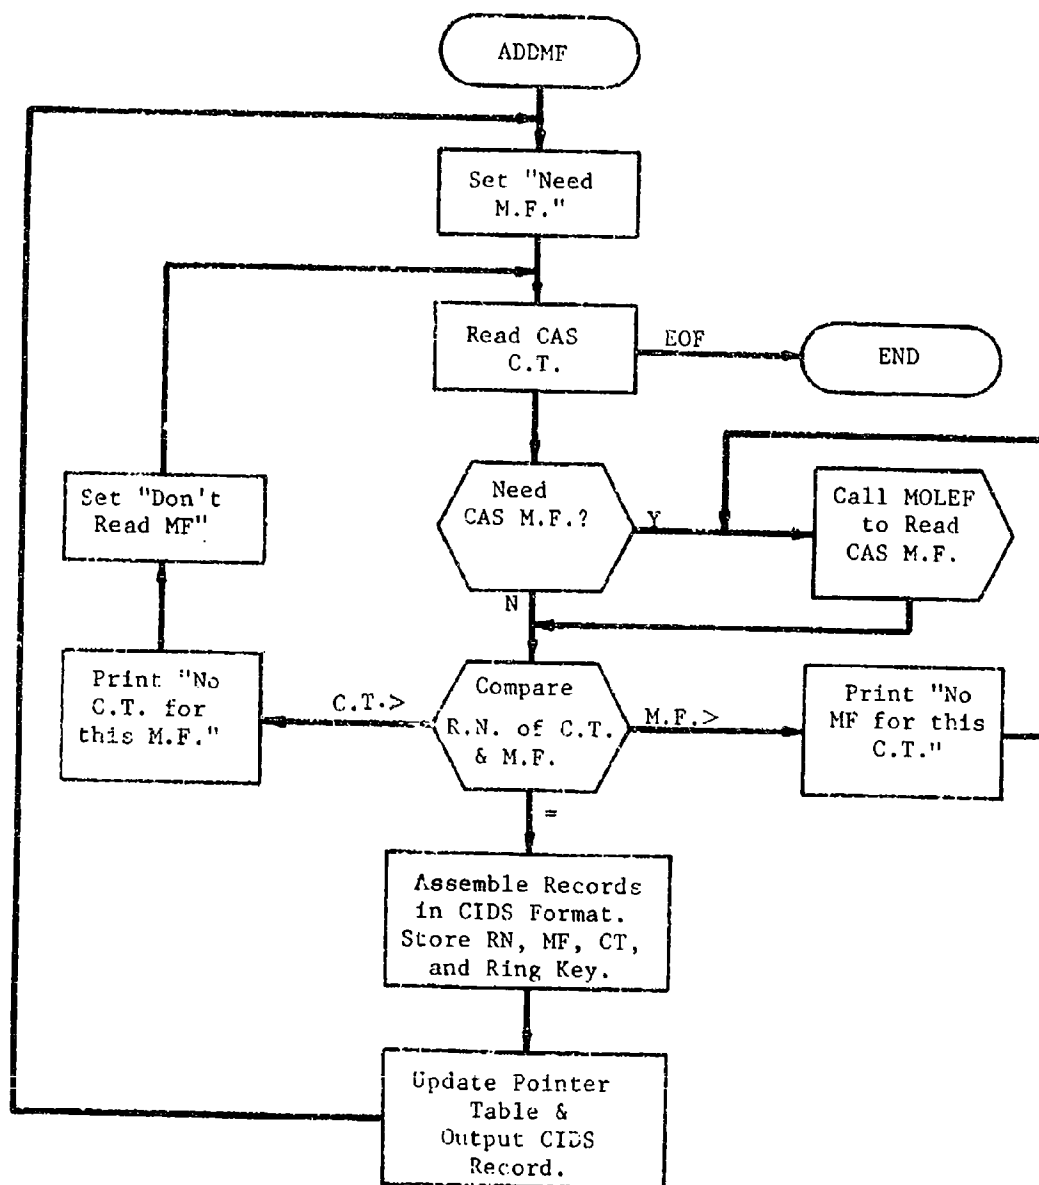 ADDMF
Set "Need
M.F."
Read CAS
C.T.
EOF
END
Need
CAS M.F.?
Y
Call MOLEF
to Read
CAS M.F.
Set "Don't
Read MF"
N
Print "No
C.T. for
this M.F."
C.T.>
Compare
R.N. of C.T.
& M.F.
M.F.>
Print "No
MF for this
C.T."
=
Assemble Records
in CIDS Format.
Store RN, MF, CT,
and Ring Key.
Update Pointer
Table &
Output CIDS
Record.